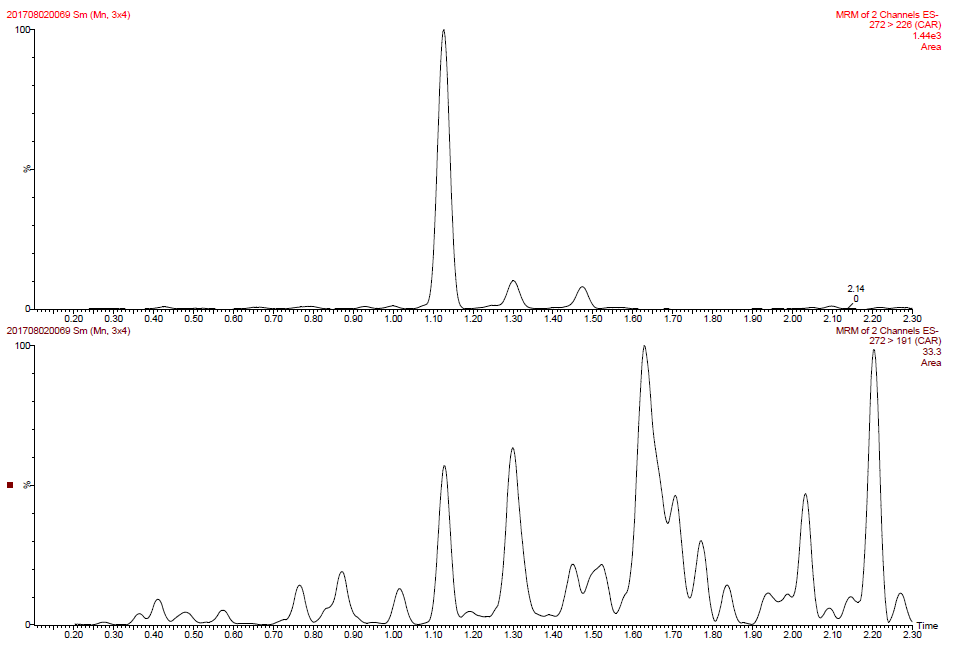 201708020069 Sm (Mn, 3x4)
MRM of 2 Channels ES-
272 > 226 (CAR)
1.44e3
Area
100
%
0
2.14
0
0.20 0.30 0.40 0.50 0.60 0.70 0.80 0.90 1.00 1.10 1.20 1.30 1.40 1.50 1.60 1.70 1.80 1.90 2.00 2.10 2.20 2.30
201708020069 Sm (Mn, 3x4)
MRM of 2 Channels ES-
272 > 191 (CAR)
33.3
Area
100
%
0
Time
0.20 0.30 0.40 0.50 0.60 0.70 0.80 0.90 1.00 1.10 1.20 1.30 1.40 1.50 1.60 1.70 1.80 1.90 2.00 2.10 2.20 2.30